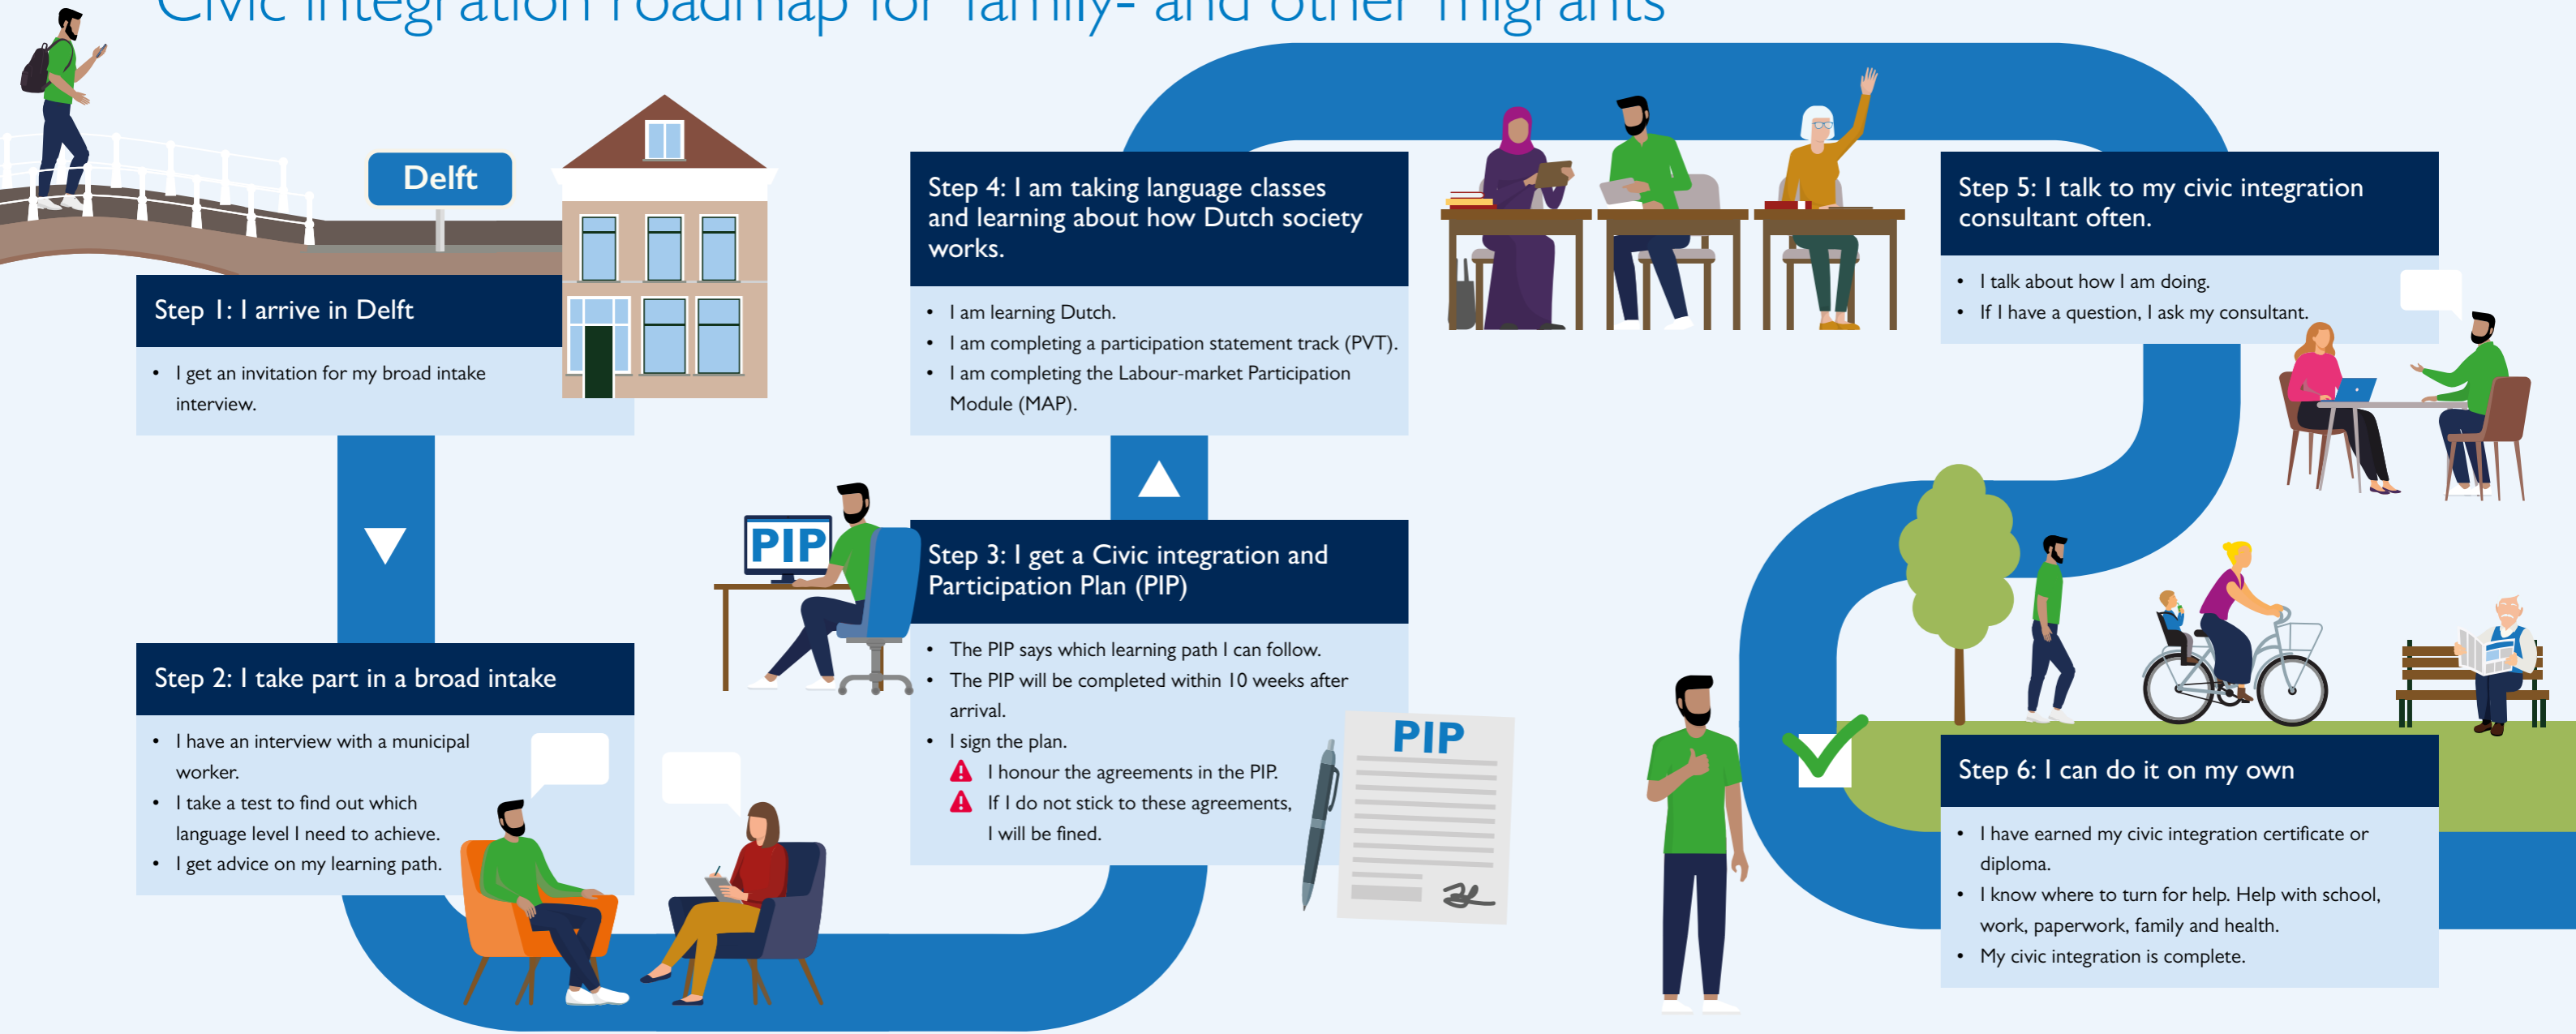 Civic integration roadmap for family- and other migrants
Delft
Step 1: I arrive in Delft
• I get an invitation for my broad intake
interview.
Step 2: I take part in a broad intake
• I have an interview with a municipal
worker.
• I take a test to find out which
language level I need to achieve.
• I get advice on my learning path.
PIP
Step 3: I get a Civic integration and
Participation Plan (PIP)
• The PIP says which learning path I can follow.
• The PIP will be completed within 10 weeks after
arrival.
• I sign the plan.
I honour the agreements in the PIP.
If I do not stick to these agreements,
I will be fined.
PIP
Step 4: I am taking language classes
and learning about how Dutch society
works.
• I am learning Dutch.
• I am completing a participation statement track (PVT).
• I am completing the Labour-market Participation
Module (MAP).
Step 5: I talk to my civic integration
consultant often.
• I talk about how I am doing.
• If I have a question, I ask my consultant.
Step 6: I can do it on my own
• I have earned my civic integration certificate or
diploma.
• I know where to turn for help. Help with school,
work, paperwork, family and health.
• My civic integration is complete.